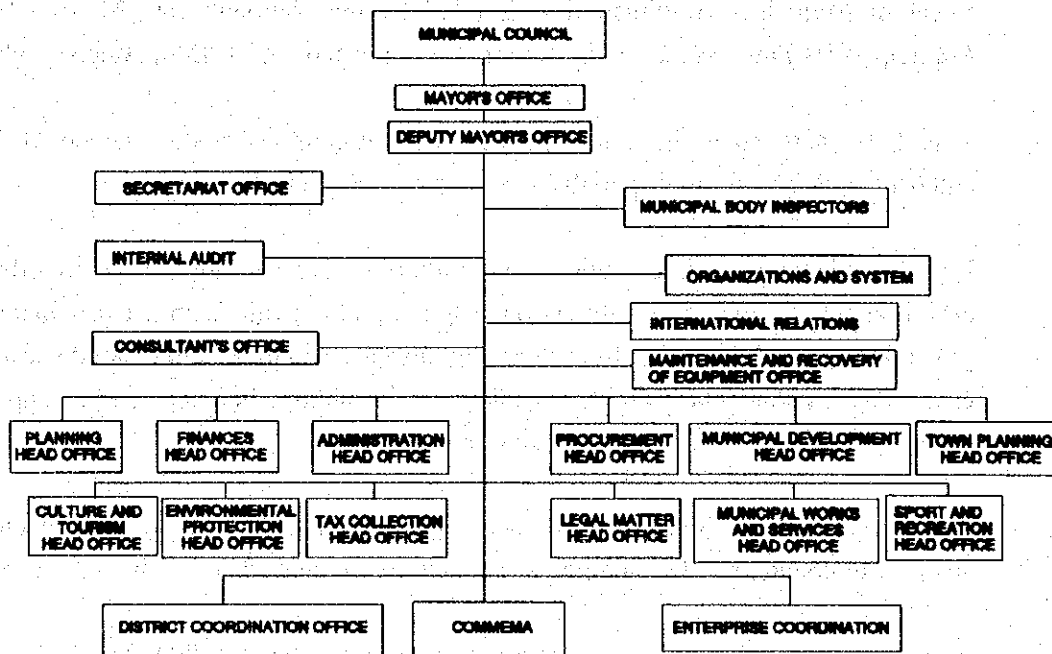 MUNICIPAL COUNCIL
MAYOR'S OFFICE
DEPUTY MAYOR'S OFFICE
SECRETARIAT OFFICE
MUNICIPAL BODY INSPECTORS
INTERNAL AUDIT
ORGANIZATIONS AND SYSTEM
INTERNATIONAL RELATIONS
CONSULTANT'S OFFICE
MAINTENANCE AND RECOVERY
OF EQUIPMENT OFFICE
PLANNING
HEAD OFFICE
FINANCES
HEAD OFFICE
ADMINISTRATION
HEAD OFFICE
PROCUREMENT
HEAD OFFICE
MUNICIPAL DEVELOPMENT
HEAD OFFICE
TOWN PLANNING
HEAD OFFICE
CULTURE AND
TOURISM
HEAD OFFICE
ENVIRONMENTAL
PROTECTION
HEAD OFFICE
TAX COLLECTION
HEAD OFFICE
LEGAL MATTER
HEAD OFFICE
MUNICIPAL WORKS
AND SERVICES
HEAD OFFICE
SPORT AND
RECREATION
HEAD OFFICE
DISTRICT COORDINATION OFFICE
COMMEMA
ENTERPRISE COORDINATION